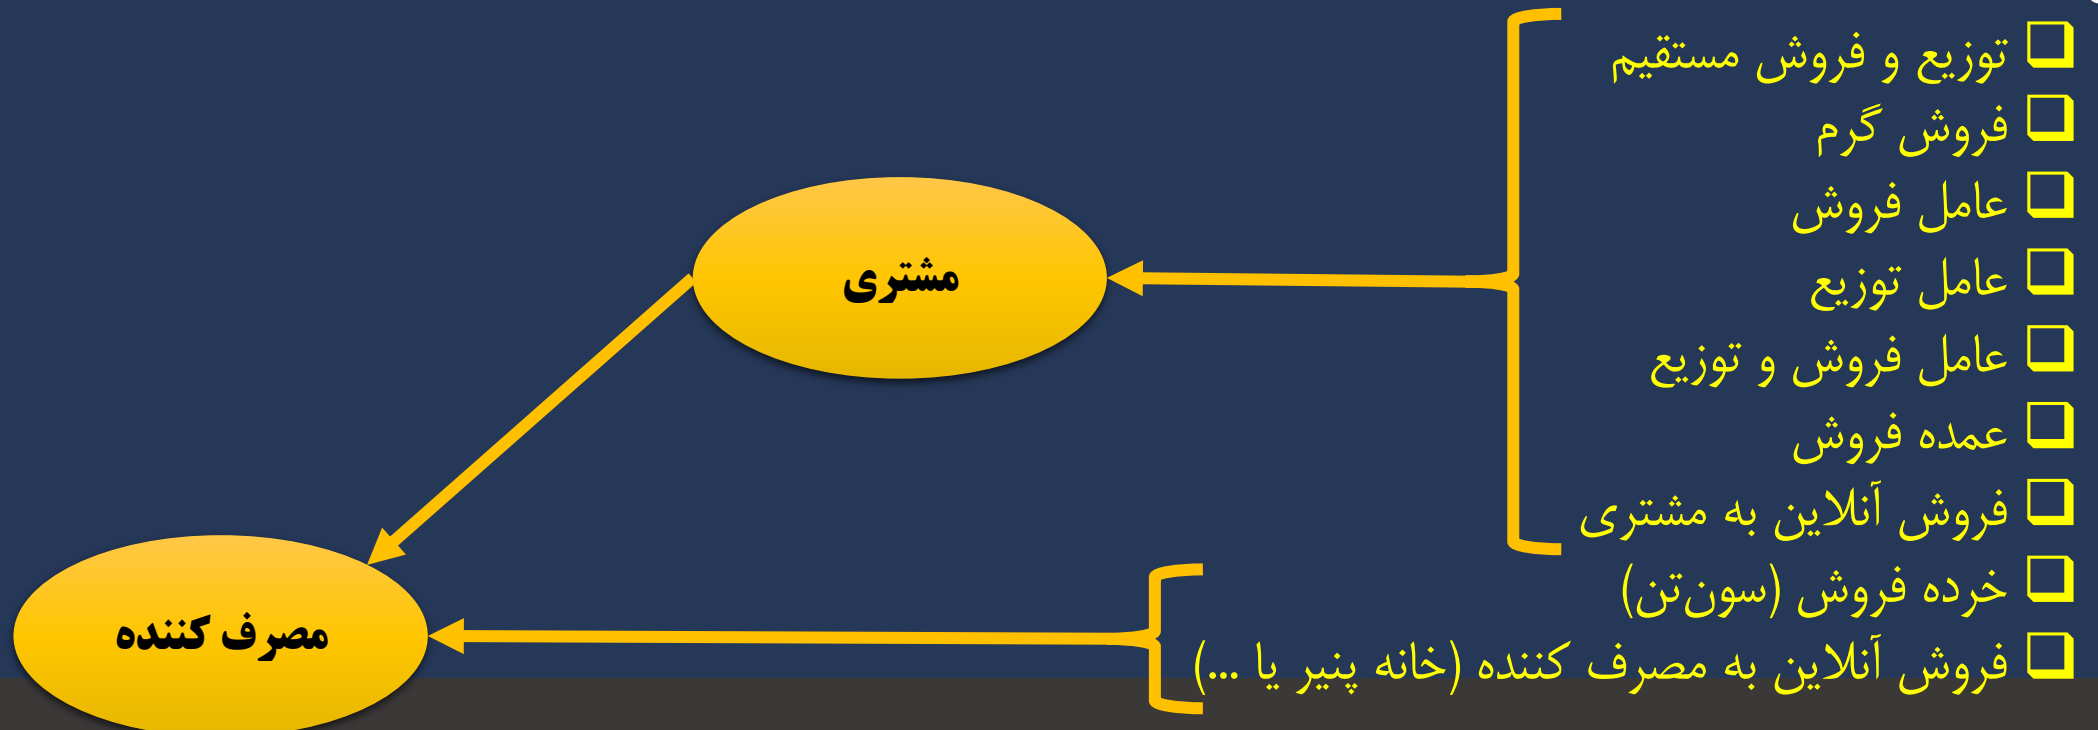 توزیع و فروش مستقیم
فروش گرم
عامل فروش
عامل توزیع
عامل فروش و توزیع
عمده فروش
فروش آنلاین به مشتری
خرده فروش (سون‌تن)
فروش آنلاین به مصرف کننده (خانه پنیر یا ...)
مشتری
مصرف کننده